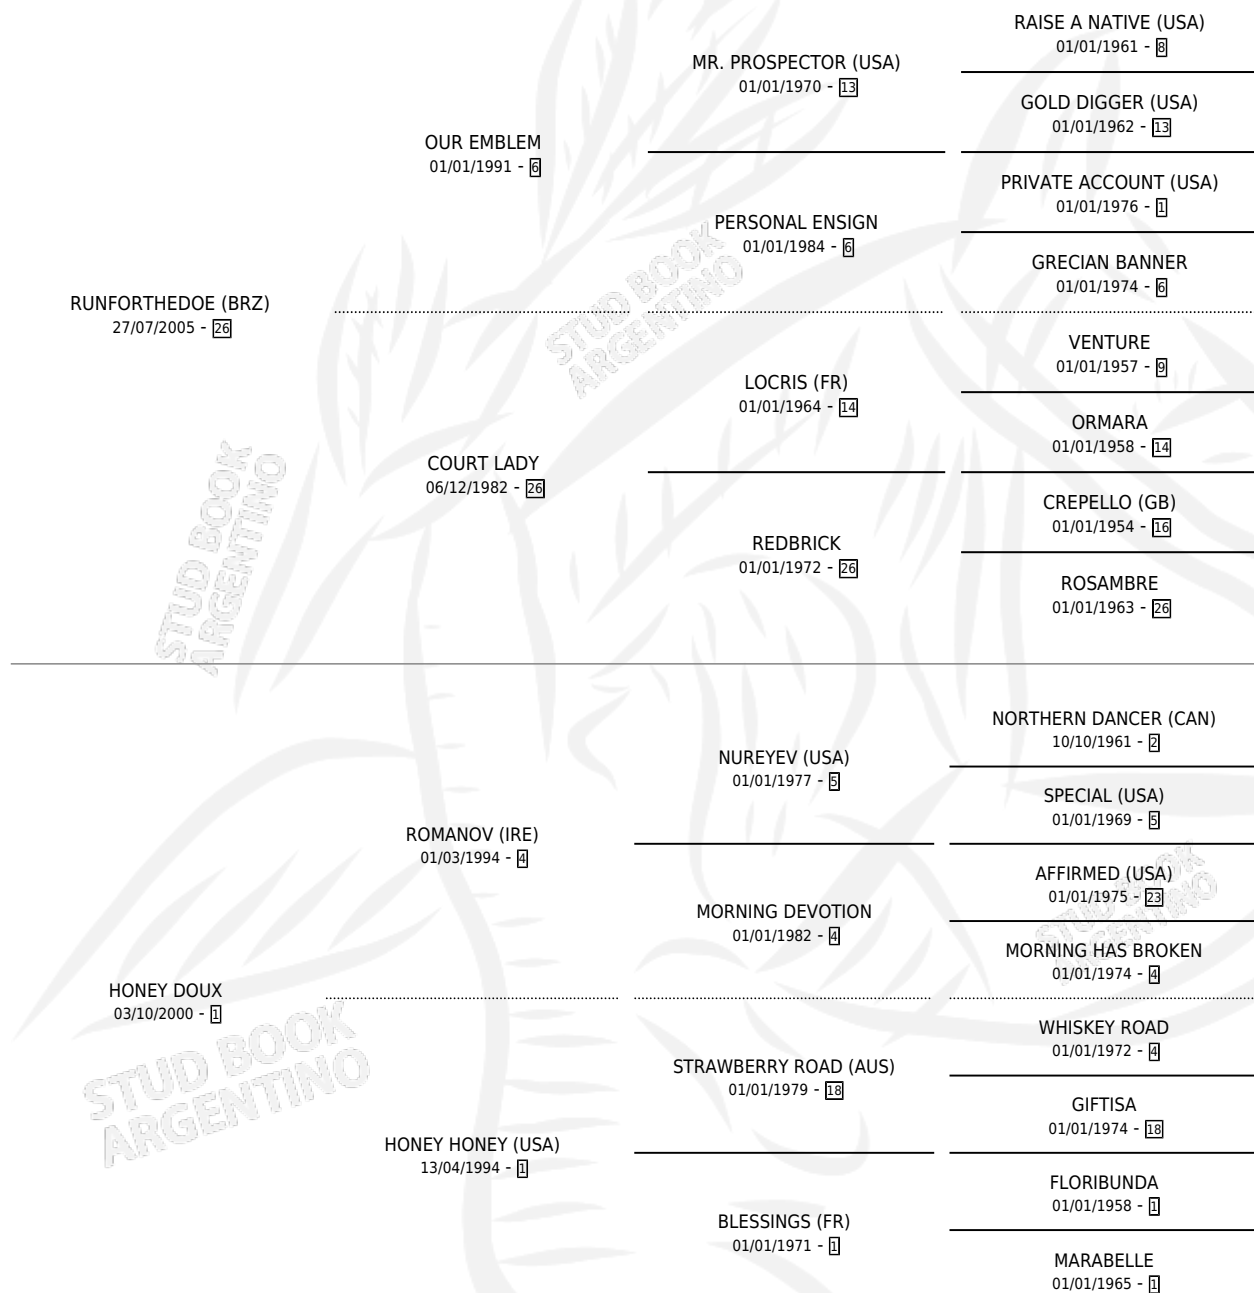 RAISE A NATIVE (USA)
01/01/1961 - 8
MR. PROSPECTOR (USA)
01/01/1970 - 13
GOLD DIGGER (USA)
01/01/1962 - 13
OUR EMBLEM
01/01/1991 - 6
PRIVATE ACCOUNT (USA)
01/01/1976 - 1
PERSONAL ENSIGN
01/01/1984 - 6
GRECIAN BANNER
01/01/1974 - 6
RUNFORTHEDOE (BRZ)
27/07/2005 - 26
VENTURE
01/01/1957 - 9
LOCRIS (FR)
01/01/1964 - 14
ORMARA
01/01/1958 - 14
COURT LADY
06/12/1982 - 26
CREPELLO (GB)
01/01/1954 - 16
REDBRICK
01/01/1972 - 26
ROSAMBRE
01/01/1963 - 26
NORTHERN DANCER (CAN)
10/10/1961 - 2
NUREYEV (USA)
01/01/1977 - 5
SPECIAL (USA)
01/01/1969 - 5
ROMANOV (IRE)
01/03/1994 - 4
AFFIRMED (USA)
01/01/1975 - 23
MORNING DEVOTION
01/01/1982 - 4
MORNING HAS BROKEN
01/01/1974 - 4
HONEY DOUX
03/10/2000 - 1
WHISKEY ROAD
01/01/1972 - 4
STRAWBERRY ROAD (AUS)
01/01/1979 - 18
GIFTISA
01/01/1974 - 18
HONEY HONEY (USA)
13/04/1994 - 1
FLORIBUNDA
01/01/1958 - 1
BLESSINGS (FR)
01/01/1971 - 1
MARABELLE
01/01/1965 - 1
STUD BOOK
ARGENTINO
STUD BOOK
ARGENTINO
STUD BOOK
ARGENTINO
STUD BOOK
ARGENTINO